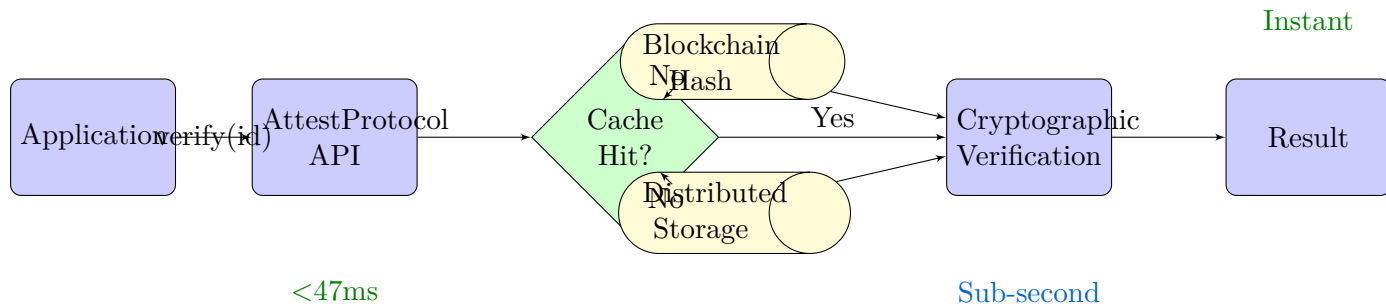 Instant
Blockchain
Hash
No
Application
verify(id)
AttestProtocol
API
Cache
Hit?
Yes
Cryptographic
Verification
Result
No
Distributed
Storage
<47ms
Sub-second